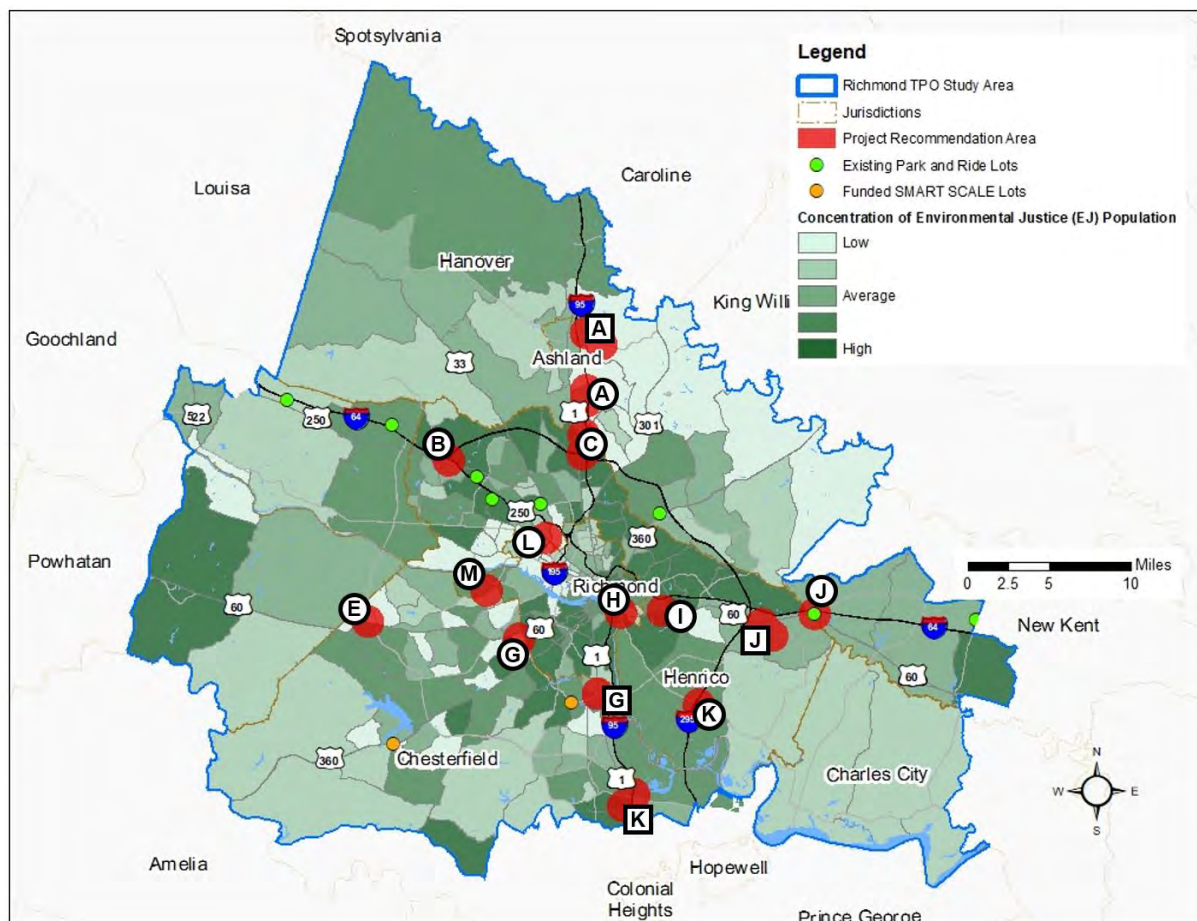 Spotsylvania
Legend
Richmond TPO Study Area
Jurisdictions
Project Recommendation Area
Existing Park and Ride Lots
Funded SMART SCALE Lots
Concentration of Environmental Justice (EJ) Population
Low
Average
High
Louisa
Caroline
Hanover
King Willi
95
A
Goochland
Ashland
33
A
522
250
64
1
301
B
C
250
360
L
Powhatan
M
195
Richmond
0 2.5 5 10 Miles
60
E
H
I
60
J
New Kent
G
60
J
64
1
Henrico
60
G
K
95
295
Chesterfield
360
1
Charles City
K
N
W E
S
Amelia
Hopewell
Colonial
Heights
Prince George